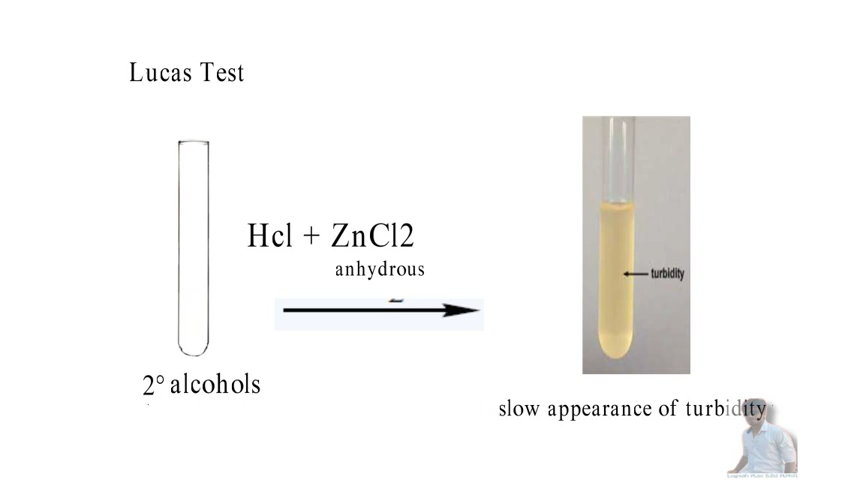 Lucas Test
Hcl + ZnCl2
anhydrous
turbidity
2° alcohols
slow appearance of turbidity